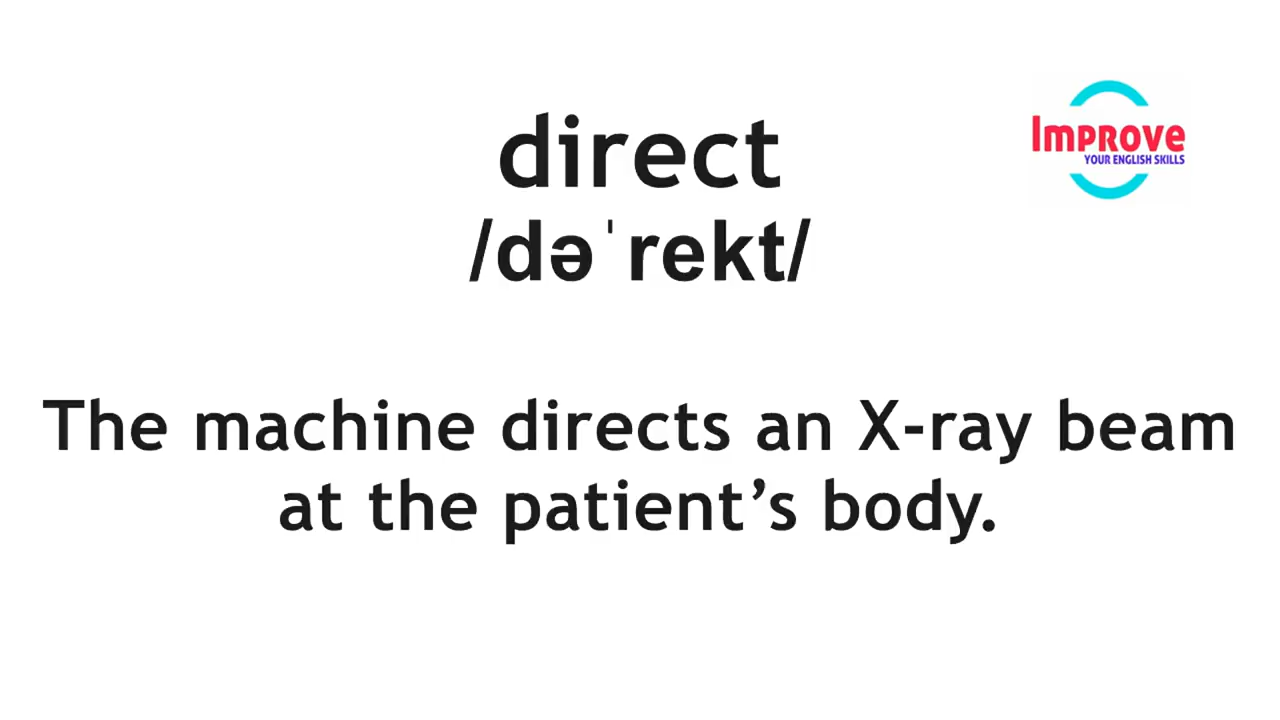 direct
Improve
YOUR ENGLISH SKILLS
/dəˈrekt/
The machine directs an X-ray beam
at the patient’s body.